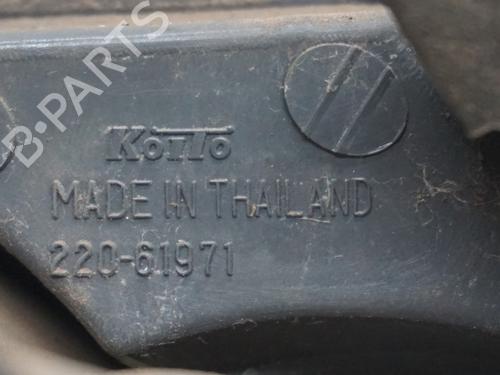 B-PARTS
KOITO
MADE IN THAILAND
220-61971